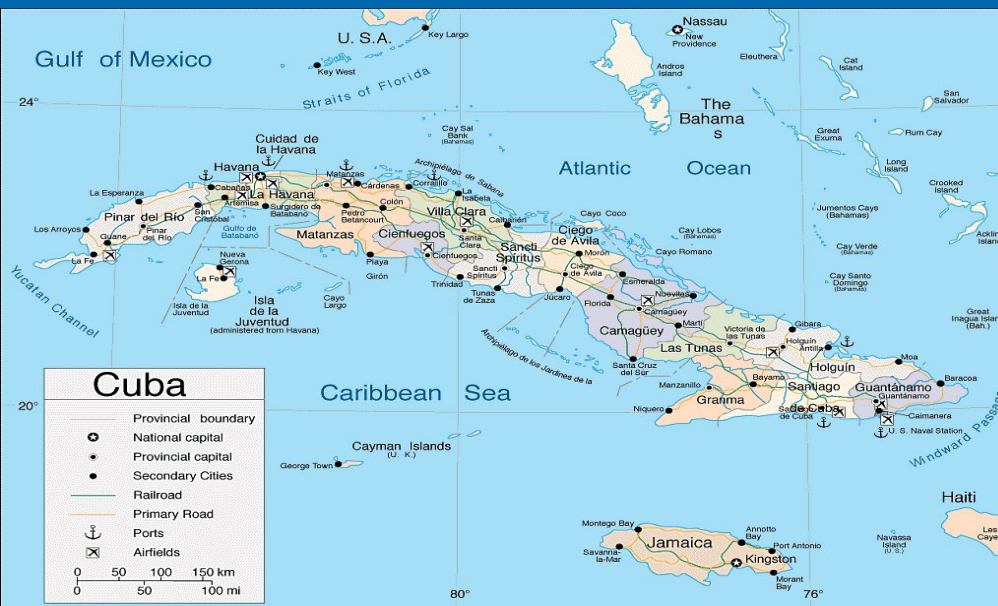 Nassau
New
Providence
U. S.A.
Key Largo
Gulf of Mexico
Key West
Straits of Florida
Andros
Island
Eleuthera
Cat
Island
24°
The
Bahama
s
San
Salvador
Great
Exuma
Rum Cay
Long
Island
Cay Sal
Bank
(Bahamas)
Cuidad de
la Havana
Havana
Matanzas
Archipiélago de Sabana
Atlantic Ocean
Crooked
Island
Cabañas
La Havana
Cárdenas
Corralillo
La
Isabela
La Esperanza
Artemisa
Surgidero de
Batabanó
San
Cristóbal
Colón
Pedro
Betancourt
Villa Clara
Caibarién
Cayo Coco
Jumentos Cays
(Bahamas)
Pinar del Río
Pinar
del Río
Los Arroyos
Guane
La Fe
Gulfo de
Batabanó
Matanzas
Cienfuegos
Santa
Clara
Cienfuegos
Sancti
Spíritus
Ciego
de Ávila
Cayo Lobos
(Bahamas)
Cayo Romano
Cay Verde
(Bahamas)
Acklin
Island
Nueva
Gerona
La Fe
Playa
Girón
Sancti
Spíritus
Morón
Ciego
de Ávila
Esmeralda
Cay Santo
Domingo
(Bahamas)
Yucatan Channel
Isla de la
Juventud
Isla
de la
Juventud
(administered from Havana)
Cayo
Largo
Trinidad
Tunas
de Zaza
Júcaro
Florida
Nuevitas
Camagüey
Camagüey
Martí
Great
Inagua Islan
(Bah.)
Archipiélago de los Jardines de la
Victoria de
las Tunas
Gibara
Las Tunas
Holguín
Antilla
Santa Cruz
del Sur
Holguín
Moa
Cuba
Bayamo
Manzanillo
Santiago
de Cuba
Guantánamo
Guantánamo
Baracoa
20°
Caribbean Sea
Granma
Niquero
Santiago
de Cuba
Caimanera
U. S. Naval Station
Windward Passag
Provincial boundary
National capital
Provincial capital
Secondary Cities
Railroad
Primary Road
Ports
Airfields
0 50 100 150 km
0 50 100 mi
Cayman Islands
(U. K.)
George Town
Haiti
Les
Caye
Navassa
Island
(U. S.)
Montego Bay
Savanna-
la-Mar
Jamaica
Annotto
Bay
Port Antonio
Kingston
Morant
Bay
80°
76°